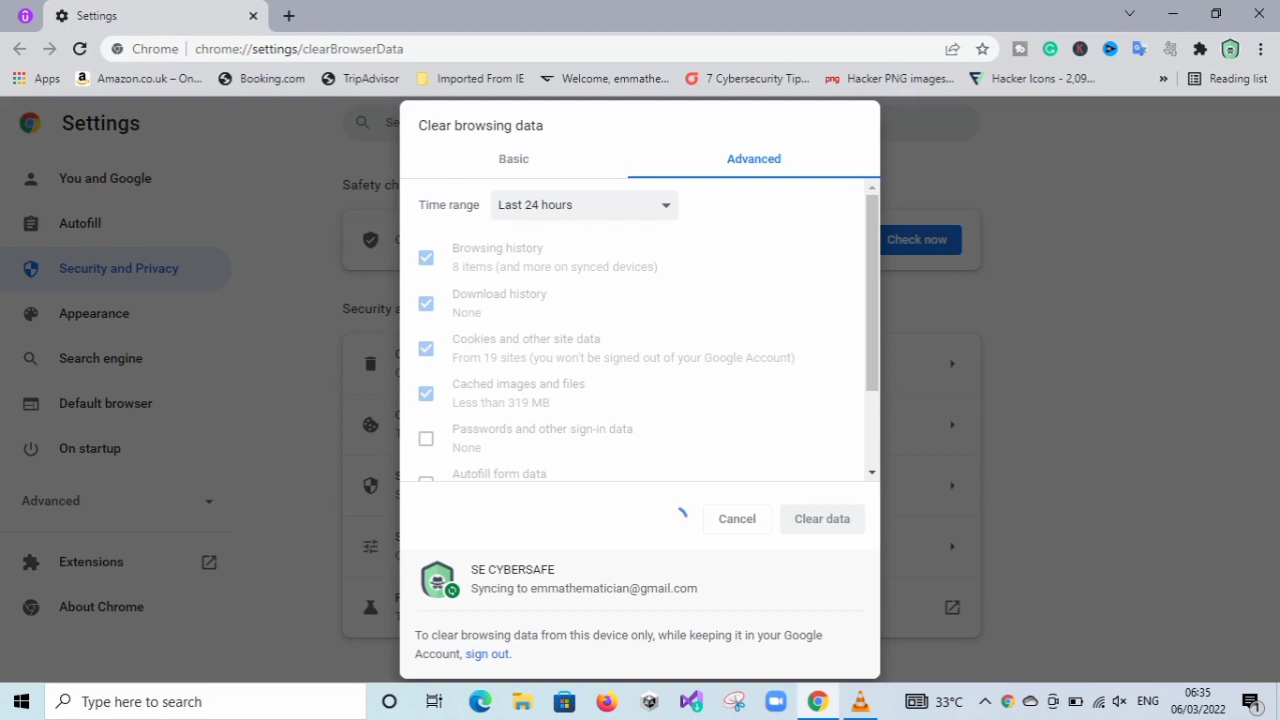 Settings
Chrome
chrome://settings/clearBrowserData
Apps
Amazon.co.uk – On...
Booking.com
TripAdvisor
Imported From IE
Welcome, emmathe...
7 Cybersecurity Tip...
png
Hacker PNG images...
Hacker Icons - 2,09...
»
Reading list
Settings
Se
You and Google
Autofill
Security and Privacy
Appearance
Search engine
Default browser
On startup
Advanced
Extensions
About Chrome
Safety ch
Check now
Security a
Clear browsing data
Basic
Advanced
Time range
Last 24 hours
Browsing history
8 items (and more on synced devices)
Download history
None
Cookies and other site data
From 19 sites (you won't be signed out of your Google Account)
Cached images and files
Less than 319 MB
Passwords and other sign-in data
None
Autofill form data
Cancel
Clear data
SE CYBERSAFE
Syncing to emmathematician@gmail.com
To clear browsing data from this device only, while keeping it in your Google
Account, sign out.
Type here to search
33°C
ENG
06:35
06/03/2022
1